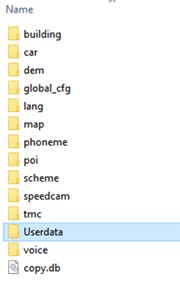 Name
building
car
dem
global_cfg
lang
map
phoneme
poi
scheme
speedcam
tmc
Userdata
voice
copy.db